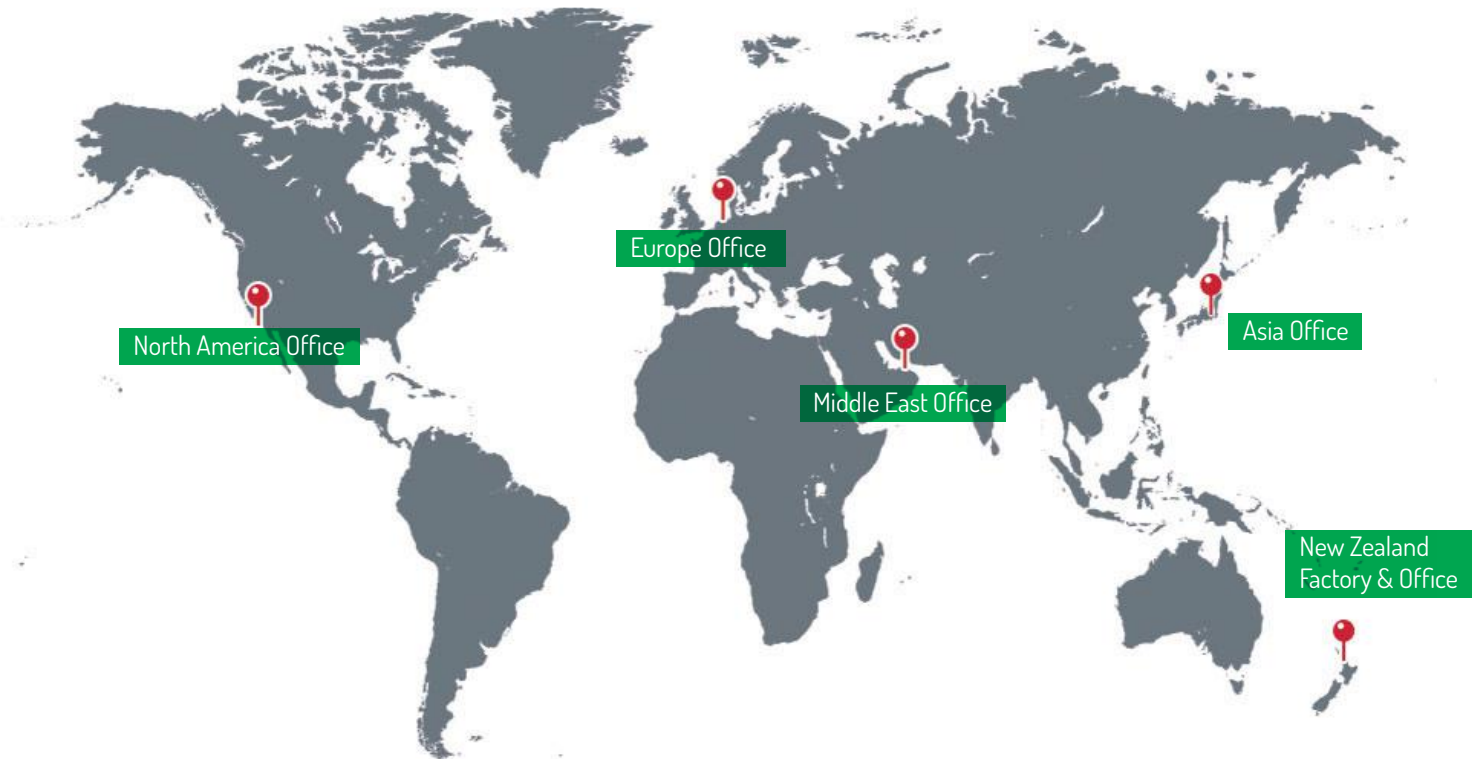 Europe Office
North America Office
Asia Office
Middle East Office
New Zealand
Factory & Office